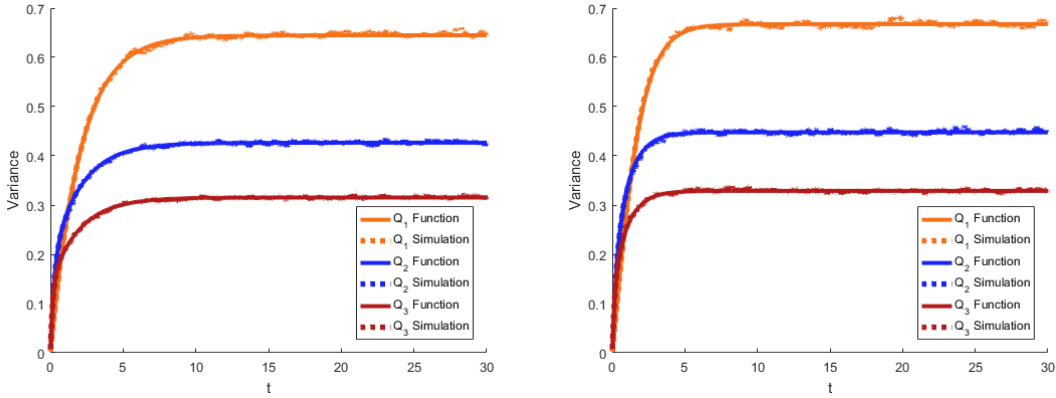 0.7
0.6
0.5
0.4
0.3
0.2
0.1
0
Variance
0 5 10 15 20 25 30
t
Q1 Function
Q1 Simulation
Q2 Function
Q2 Simulation
Q3 Function
Q3 Simulation
0.7
0.6
0.5
0.4
0.3
0.2
0.1
0
Variance
0 5 10 15 20 25 30
t
Q1 Function
Q1 Simulation
Q2 Function
Q2 Simulation
Q3 Function
Q3 Simulation